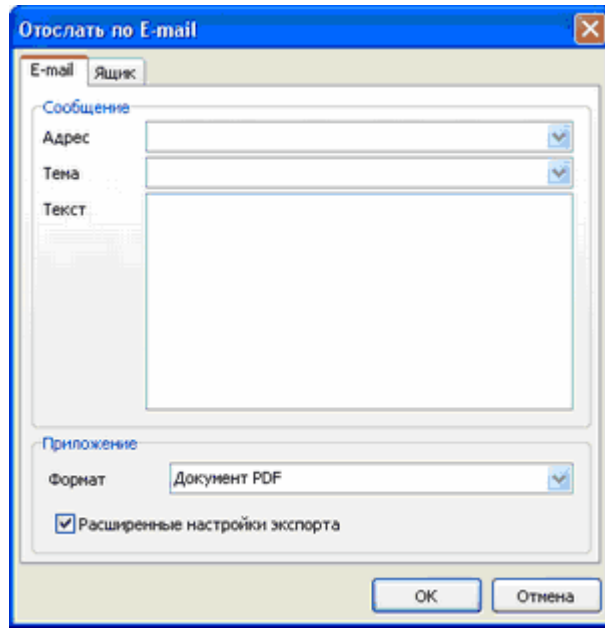 Отослать по E-mail
E-mail Ящик
Сообщение
Адрес
Тема
Текст
Приложение
Формат Документ PDF
Расширенные настройки экспорта
OK Отмена